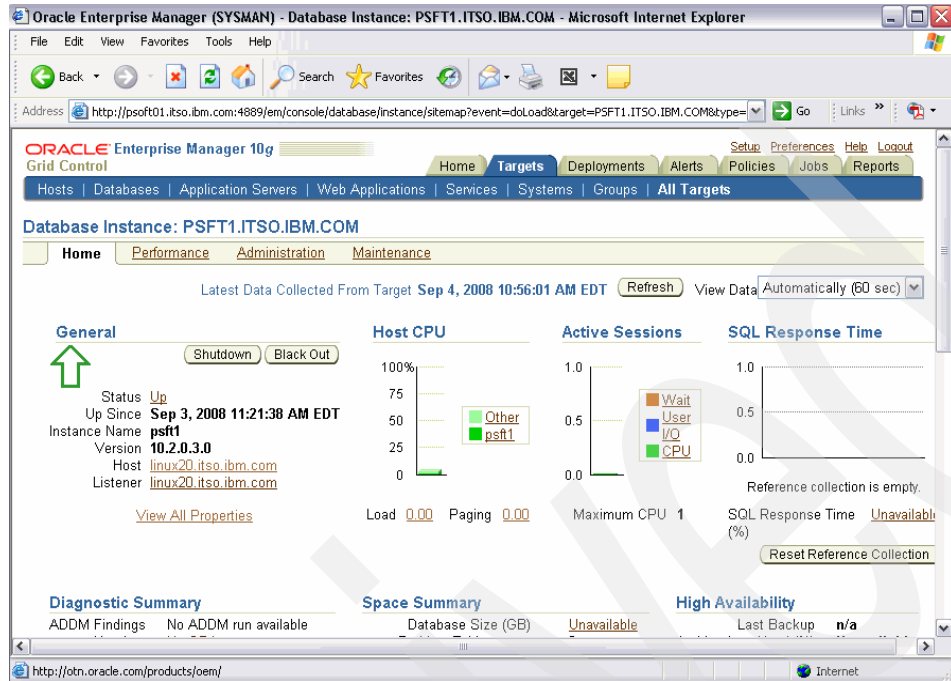 Oracle Enterprise Manager (SYSMAN) - Database Instance: PSFT1.ITSO.IBM.COM - Microsoft Internet Explorer
File Edit View Favorites Tools Help
Back Search Favorites
Address http://psoft01.itso.ibm.com:4889/em/console/database/instance/sitemap?event=doLoad&target=PSFT1.ITSO.IBM.COM&type= Go Links »
ORACLE Enterprise Manager 10g
Grid Control
Setup Preferences Help Logout
Home Targets Deployments Alerts Policies Jobs Reports
Hosts | Databases | Application Servers | Web Applications | Services | Systems | Groups | All Targets
Database Instance: PSFT1.ITSO.IBM.COM
Home Performance Administration Maintenance
Latest Data Collected From Target Sep 4, 2008 10:56:01 AM EDT Refresh View Data Automatically (60 sec)
General
Shutdown Black Out
Status Up
Up Since Sep 3, 2008 11:21:38 AM EDT
Instance Name psft1
Version 10.2.0.3.0
Host linux20.itso.ibm.com
Listener linux20.itso.ibm.com
View All Properties
Host CPU
100%
75
50
25
0
Other
psft1
Load 0.00 Paging 0.00
Active Sessions
1.0
0.5
0.0
Wait
User
I/O
CPU
Maximum CPU 1
SQL Response Time
1.0
0.5
0.0
Reference collection is empty.
SQL Response Time Unavailabl
(%)
Reset Reference Collection
Diagnostic Summary
ADDM Findings No ADDM run available
Space Summary
Database Size (GB) Unavailable
High Availability
Last Backup n/a
http://otn.oracle.com/products/oem/
Internet